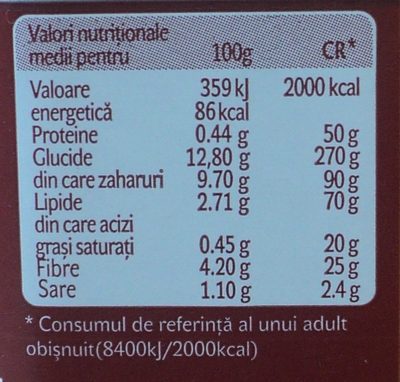 Valori nutriționale
medii pentru 100g CR*
Valoare 359 kJ 2000 kcal
energetică 86 kcal
Proteine 0.44 g 50 g
Glucide 12,80 g 270 g
din care zaharuri 9.70 g 90 g
Lipide 2.71 g 70 g
din care acizi
grași saturați 0.45 g 20 g
Fibre 4.20 g 25 g
Sare 1.10 g 2.4 g
* Consumul de referință al unui adult
obișnuit(8400kJ/2000kcal)